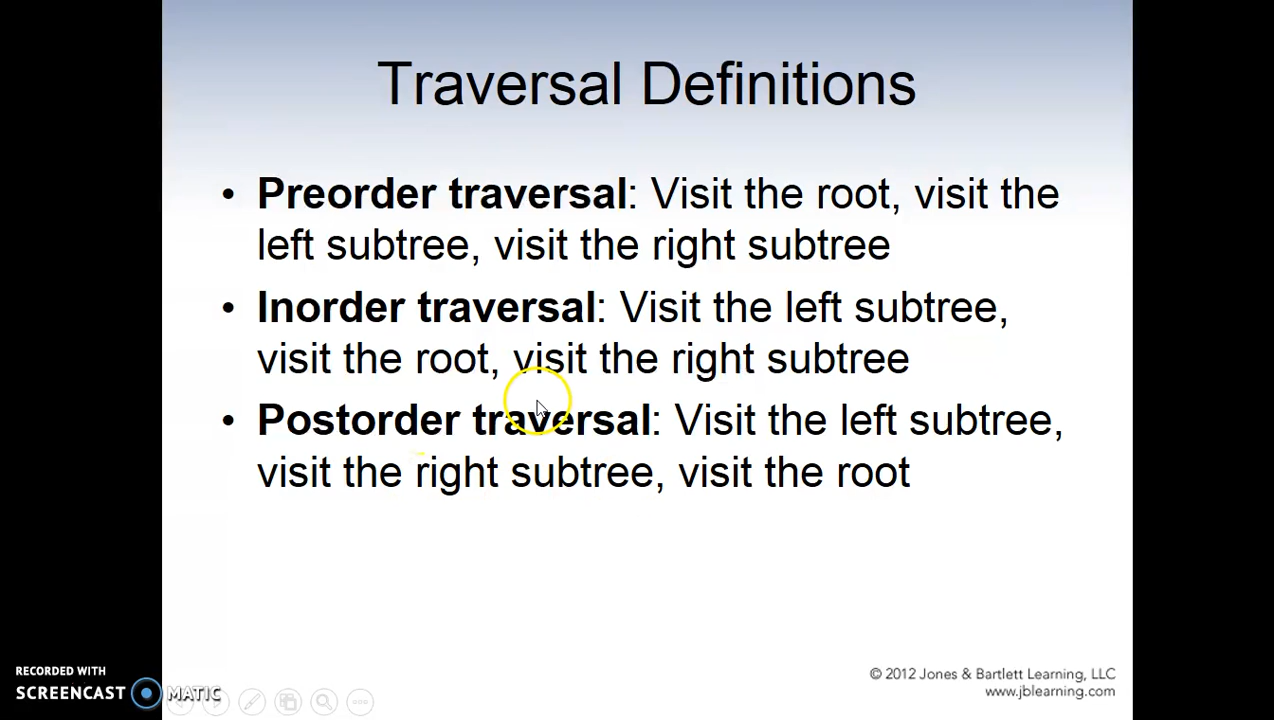 Traversal Definitions
• Preorder traversal: Visit the root, visit the
left subtree, visit the right subtree
• Inorder traversal: Visit the left subtree,
visit the root, visit the right subtree
• Postorder traversal: Visit the left subtree,
visit the right subtree, visit the root
© 2012 Jones & Bartlett Learning, LLC
www.jblearning.com
RECORDED WITH
SCREENCAST MATIC